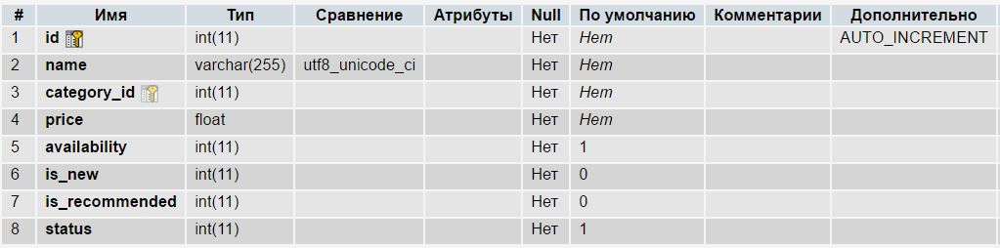 # Имя Тип Сравнение Атрибуты Null По умолчанию Комментарии Дополнительно
1 id int(11) Нет Нет AUTO_INCREMENT
2 name varchar(255) utf8_unicode_ci Нет Нет
3 category_id int(11) Нет Нет
4 price float Нет Нет
5 availability int(11) Нет 1
6 is_new int(11) Нет 0
7 is_recommended int(11) Нет 0
8 status int(11) Нет 1